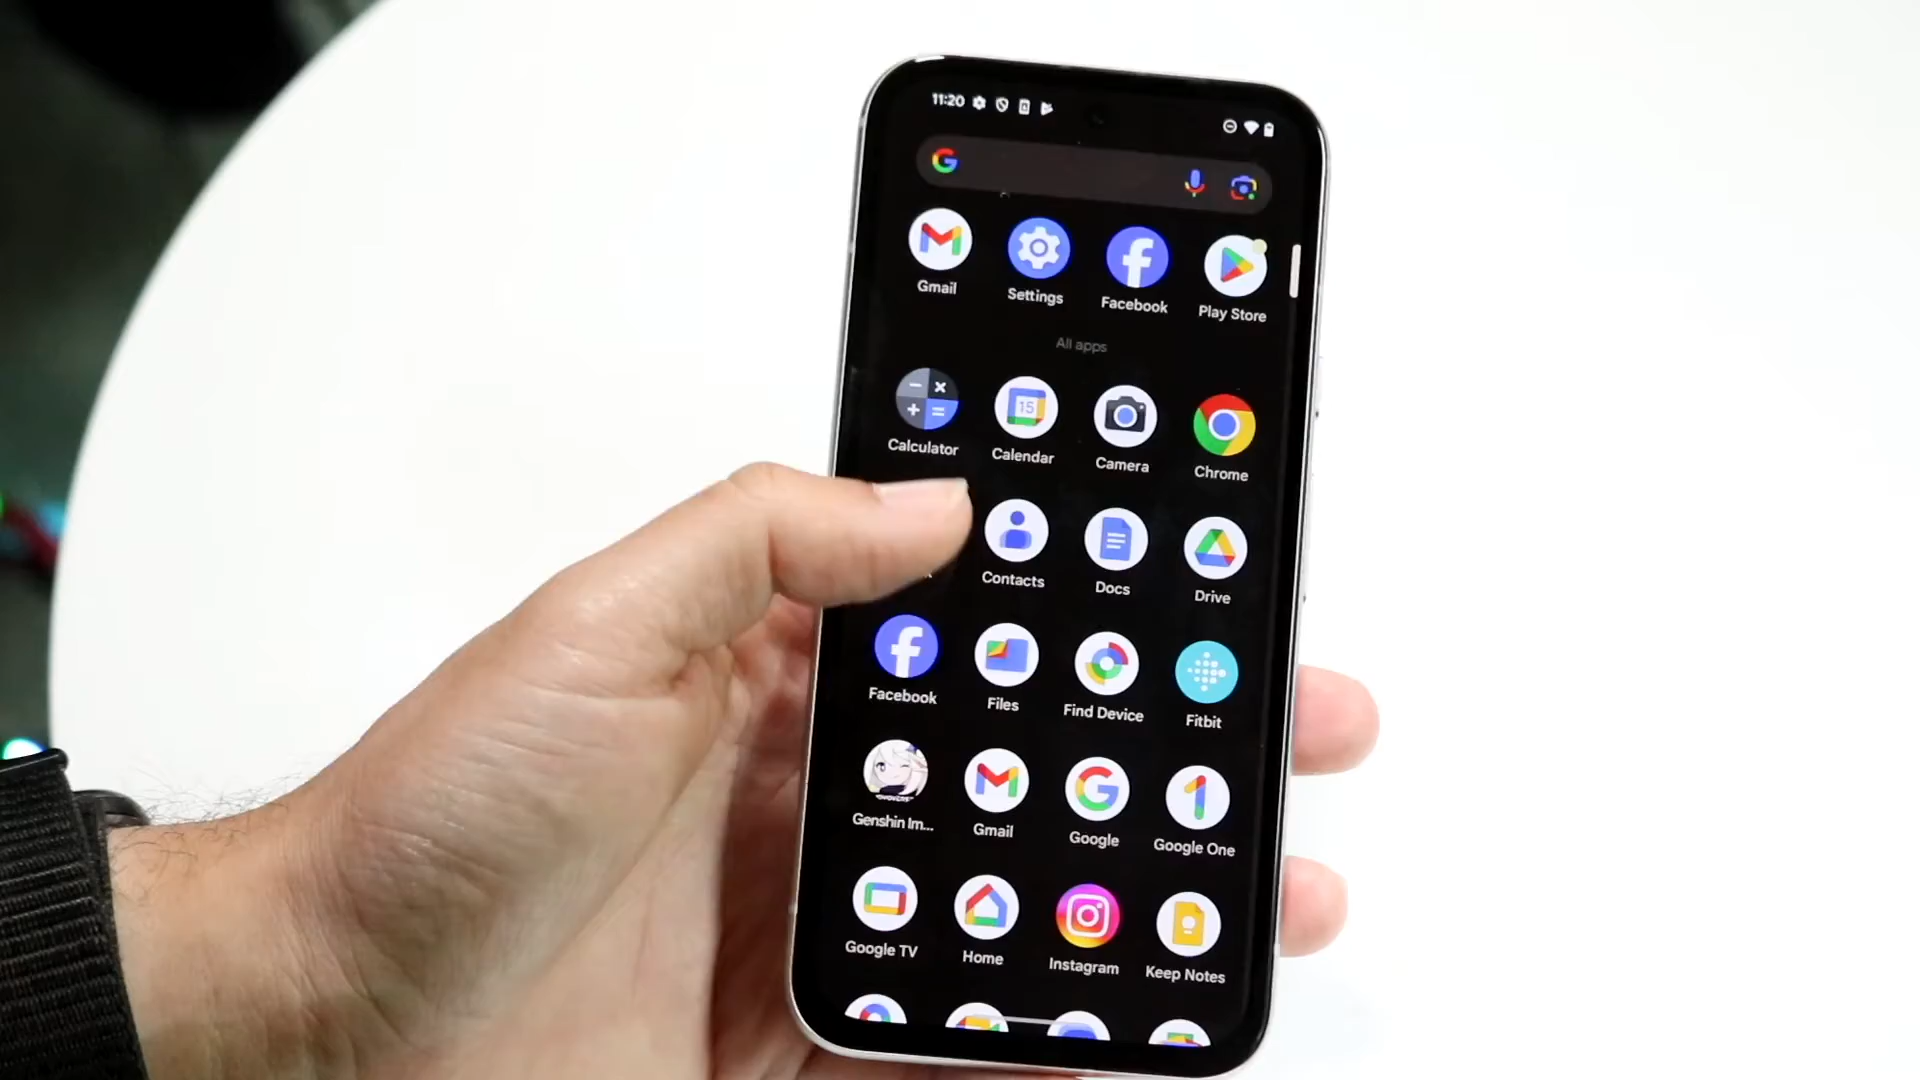 11:20
Gmail Settings Facebook Play Store
All apps
15
Calculator Calendar Camera Chrome
Contacts Docs Drive
Facebook Files Find Device Fitbit
Genshin Im... Gmail Google Google One
Google TV Home Instagram Keep Notes